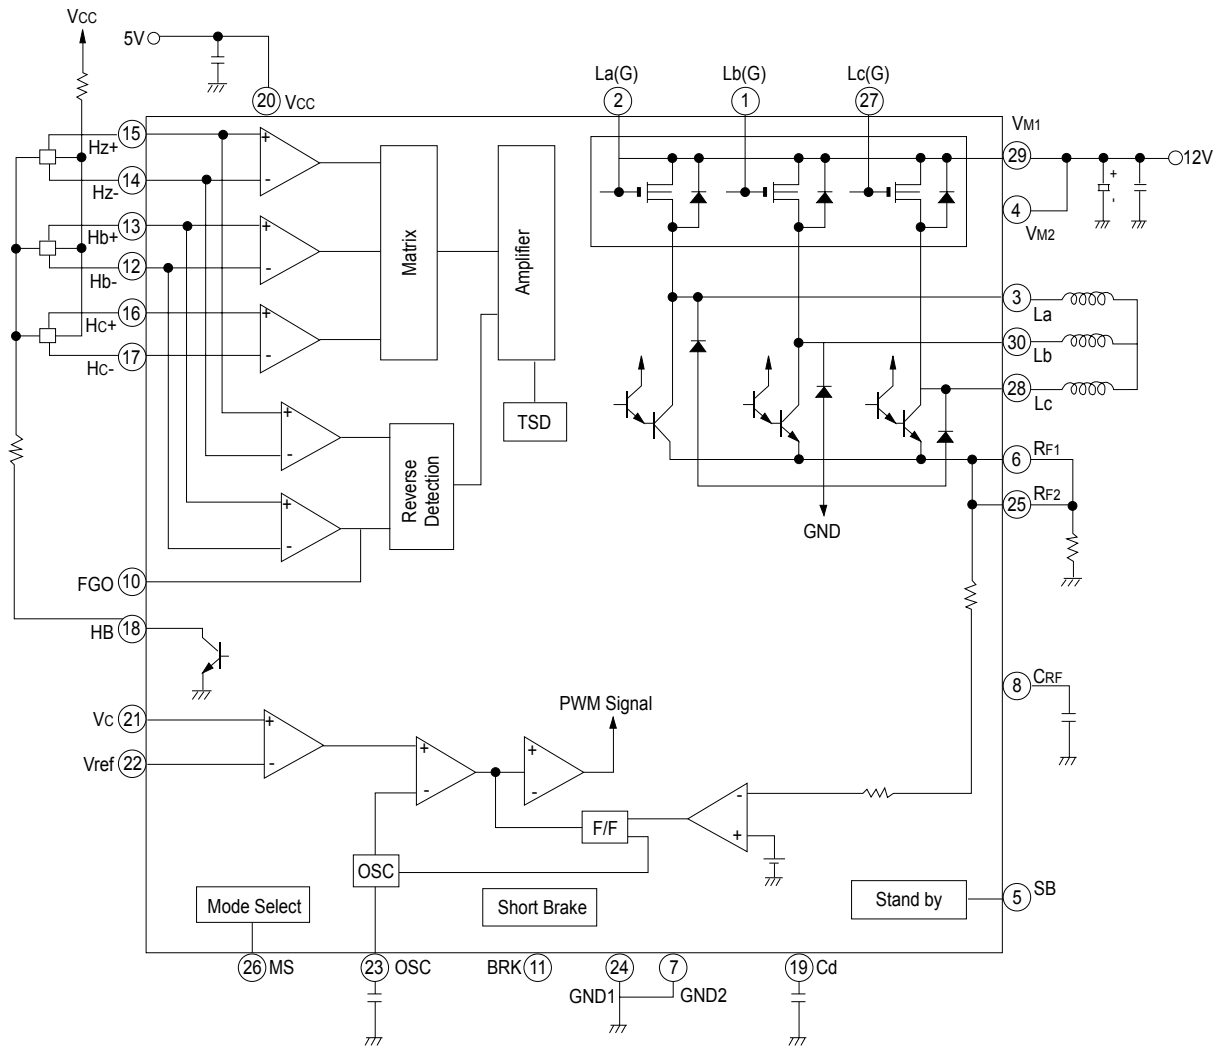 Vcc
5V
20 Vcc
La(G)
2
Lb(G)
1
Lc(G)
27
VM1
29
12V
4
VM2
15
Hz+
14
Hz-
13
Hb+
12
Hb-
16
Hc+
17
Hc-
+
-
+
-
+
-
Matrix
Amplifier
TSD
+
-
+
-
Reverse
Detection
+
-
3
La
30
Lb
28
Lc
6 RF1
25 RF2
GND
FGO 10
HB 18
8 CRF
Vc 21
Vref 22
+
-
+
-
+
-
PWM Signal
F/F
-
+
OSC
Mode Select
Short Brake
Stand by
5 SB
26 MS
23 OSC
BRK 11
24
GND1
7
GND2
19 Cd